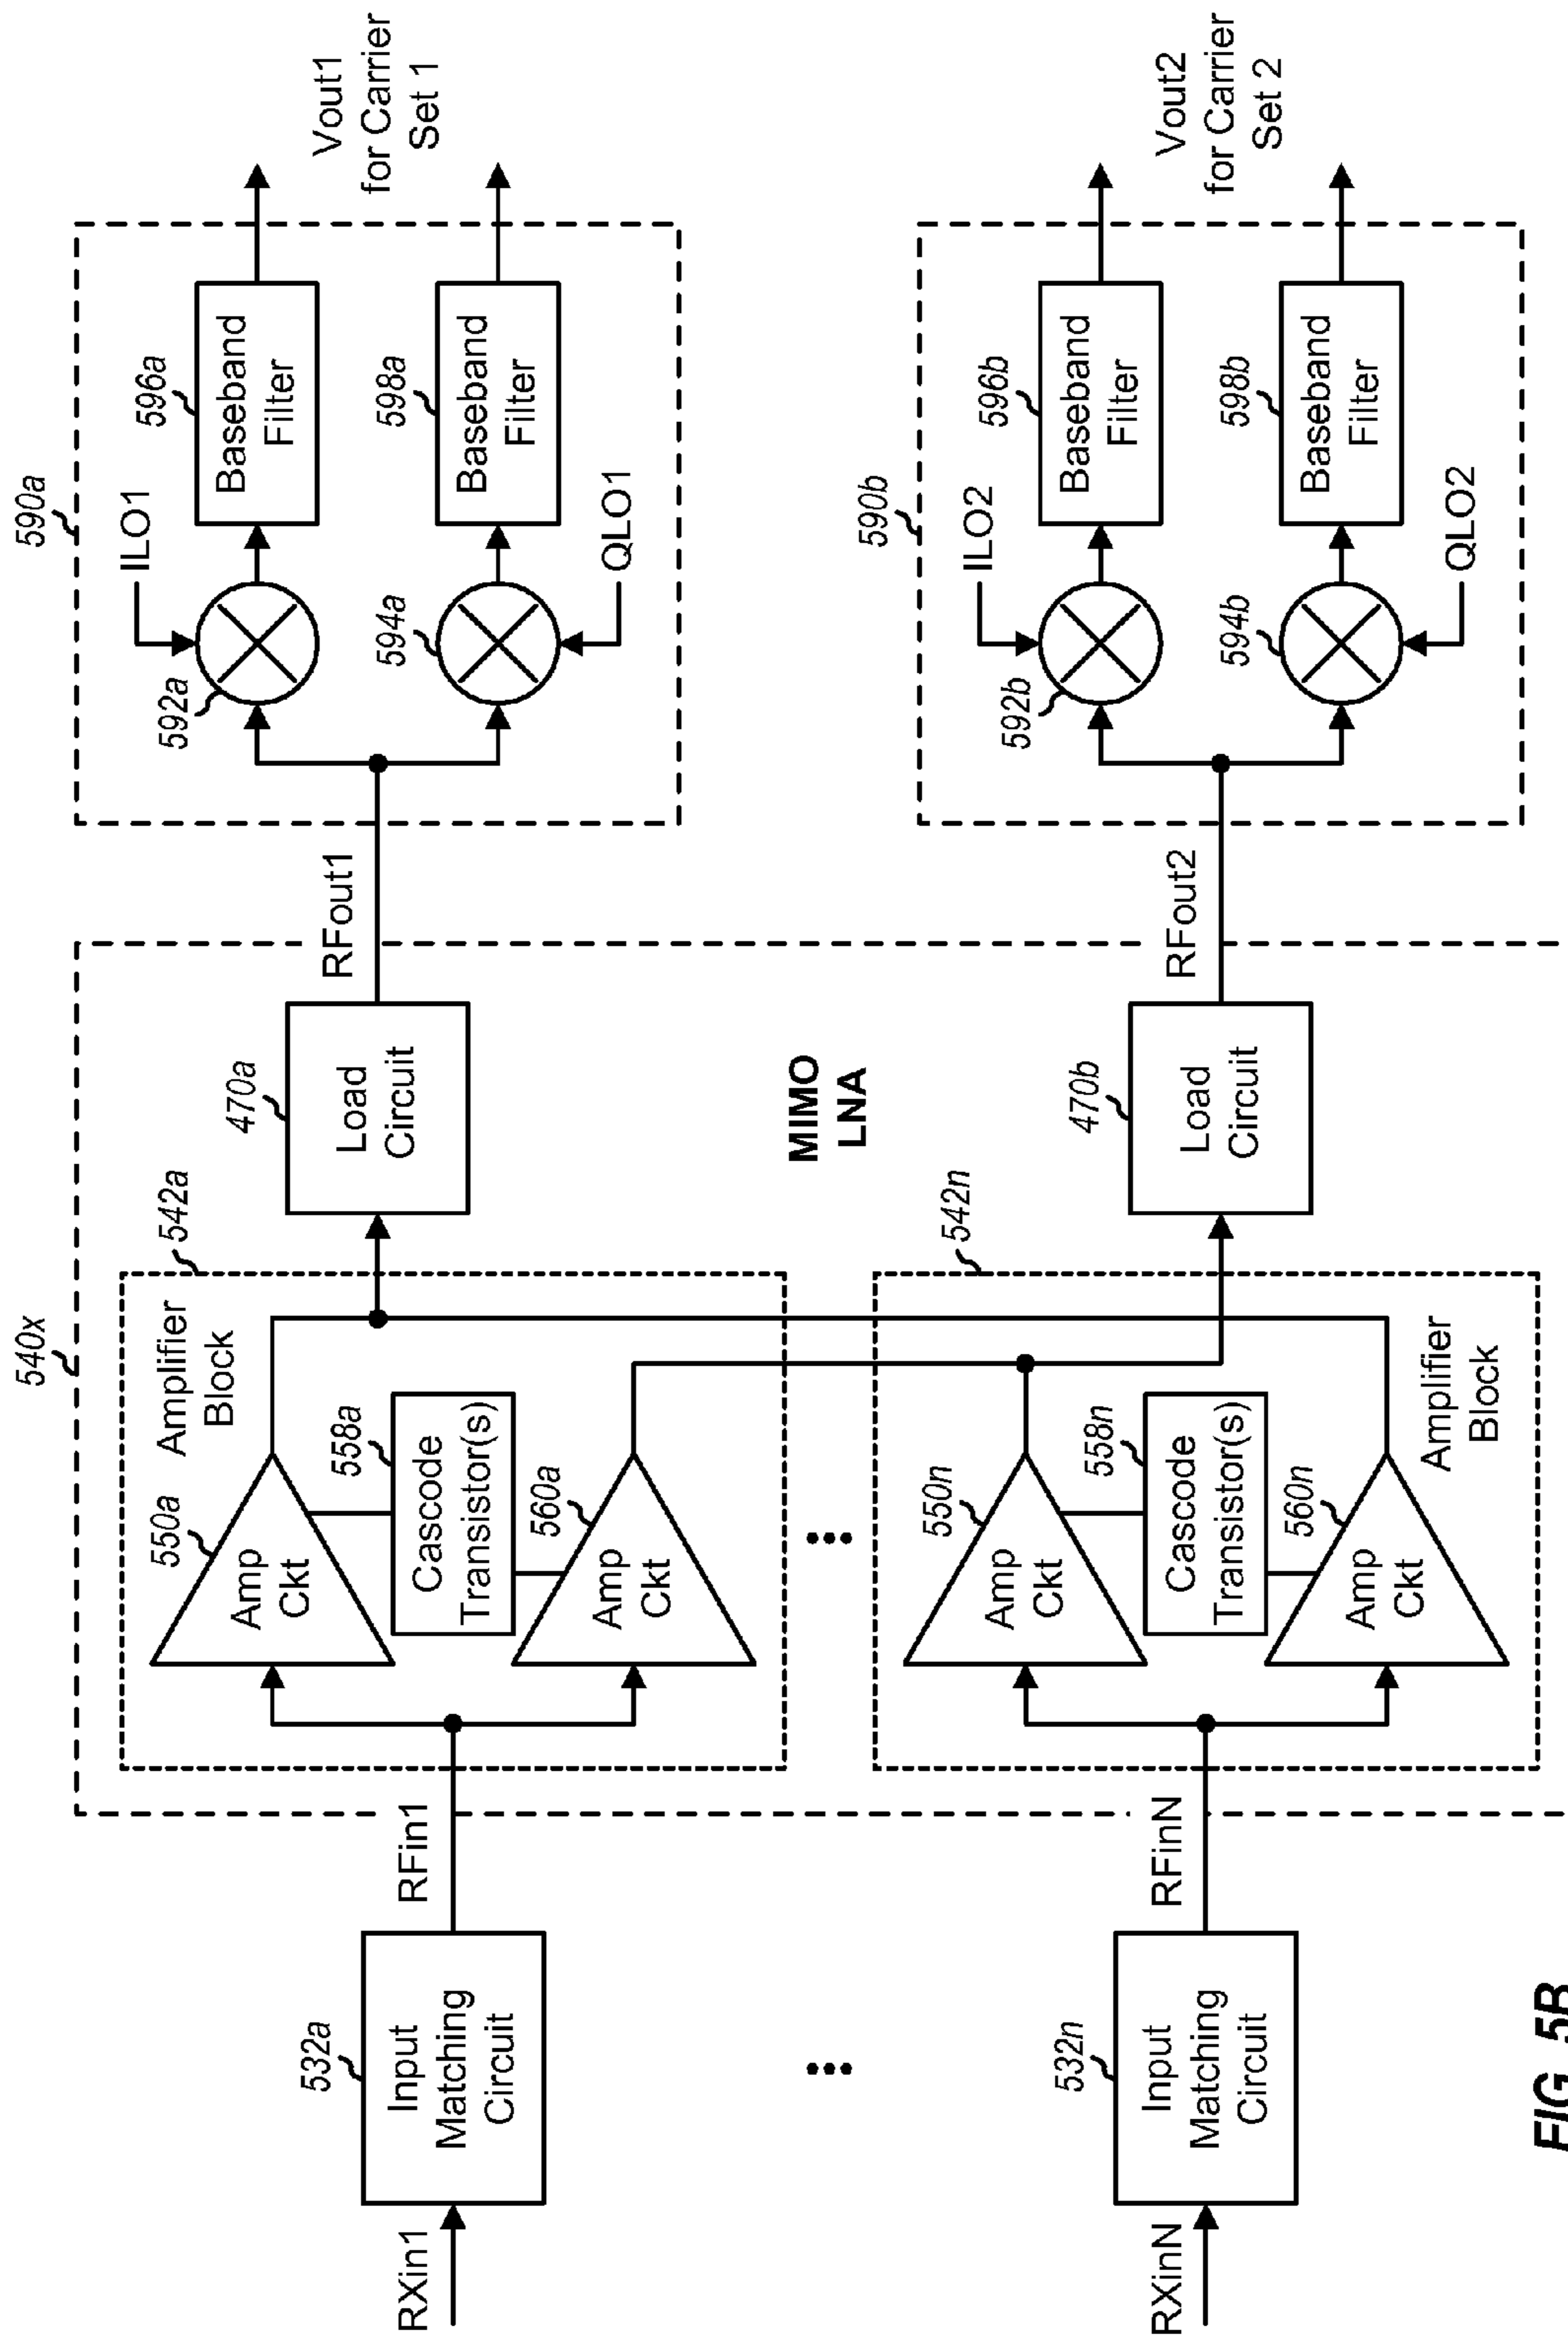 540x
590a
542a
Amplifier
Block
470a
Load
Circuit
RFout1
592a
ILO1
596a
Baseband
Filter
Vout1
for Carrier
Set 1
594a
QLO1
598a
Baseband
Filter
RXin1
532a
Input
Matching
Circuit
RFin1
550a
Amp
Ckt
558a
Cascode
Transistor(s)
560a
Amp
Ckt
•••
•••
MIMO
LNA
590b
RXinN
532n
Input
Matching
Circuit
RFinN
542n
550n
Amp
Ckt
558n
Cascode
Transistor(s)
560n
Amp
Ckt
Amplifier
Block
470b
Load
Circuit
RFout2
592b
ILO2
596b
Baseband
Filter
Vout2
for Carrier
Set 2
594b
QLO2
598b
Baseband
Filter
FIG. 5B